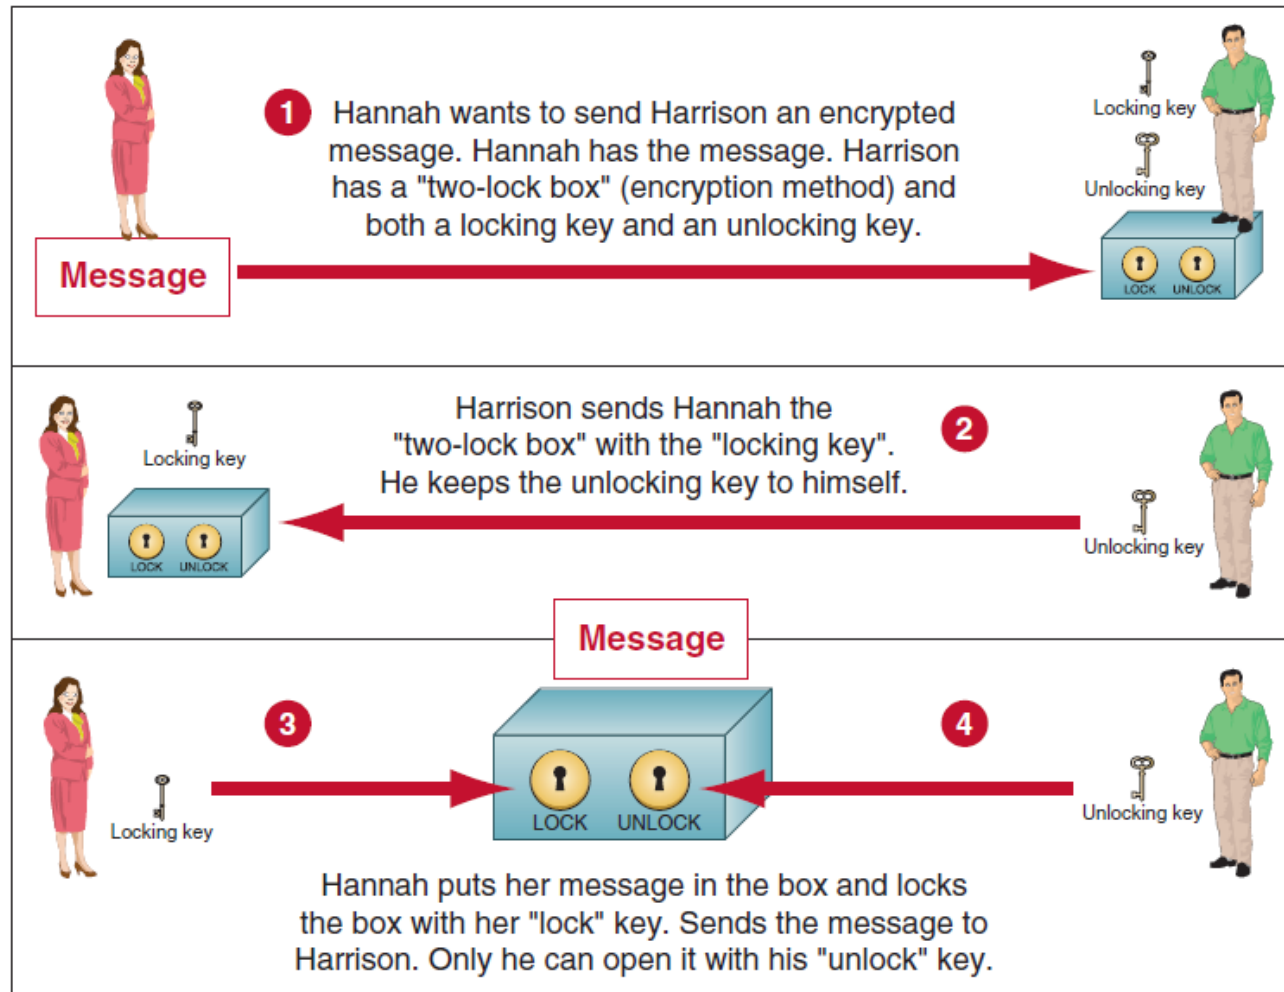 1
Hannah wants to send Harrison an encrypted
message. Hannah has the message. Harrison
has a "two-lock box" (encryption method) and
both a locking key and an unlocking key.
Message
Locking key
Unlocking key
LOCK UNLOCK
Locking key
LOCK UNLOCK
Harrison sends Hannah the
"two-lock box" with the "locking key".
He keeps the unlocking key to himself.
2
Unlocking key
Message
3
Locking key
LOCK UNLOCK
4
Unlocking key
Hannah puts her message in the box and locks
the box with her "lock" key. Sends the message to
Harrison. Only he can open it with his "unlock" key.